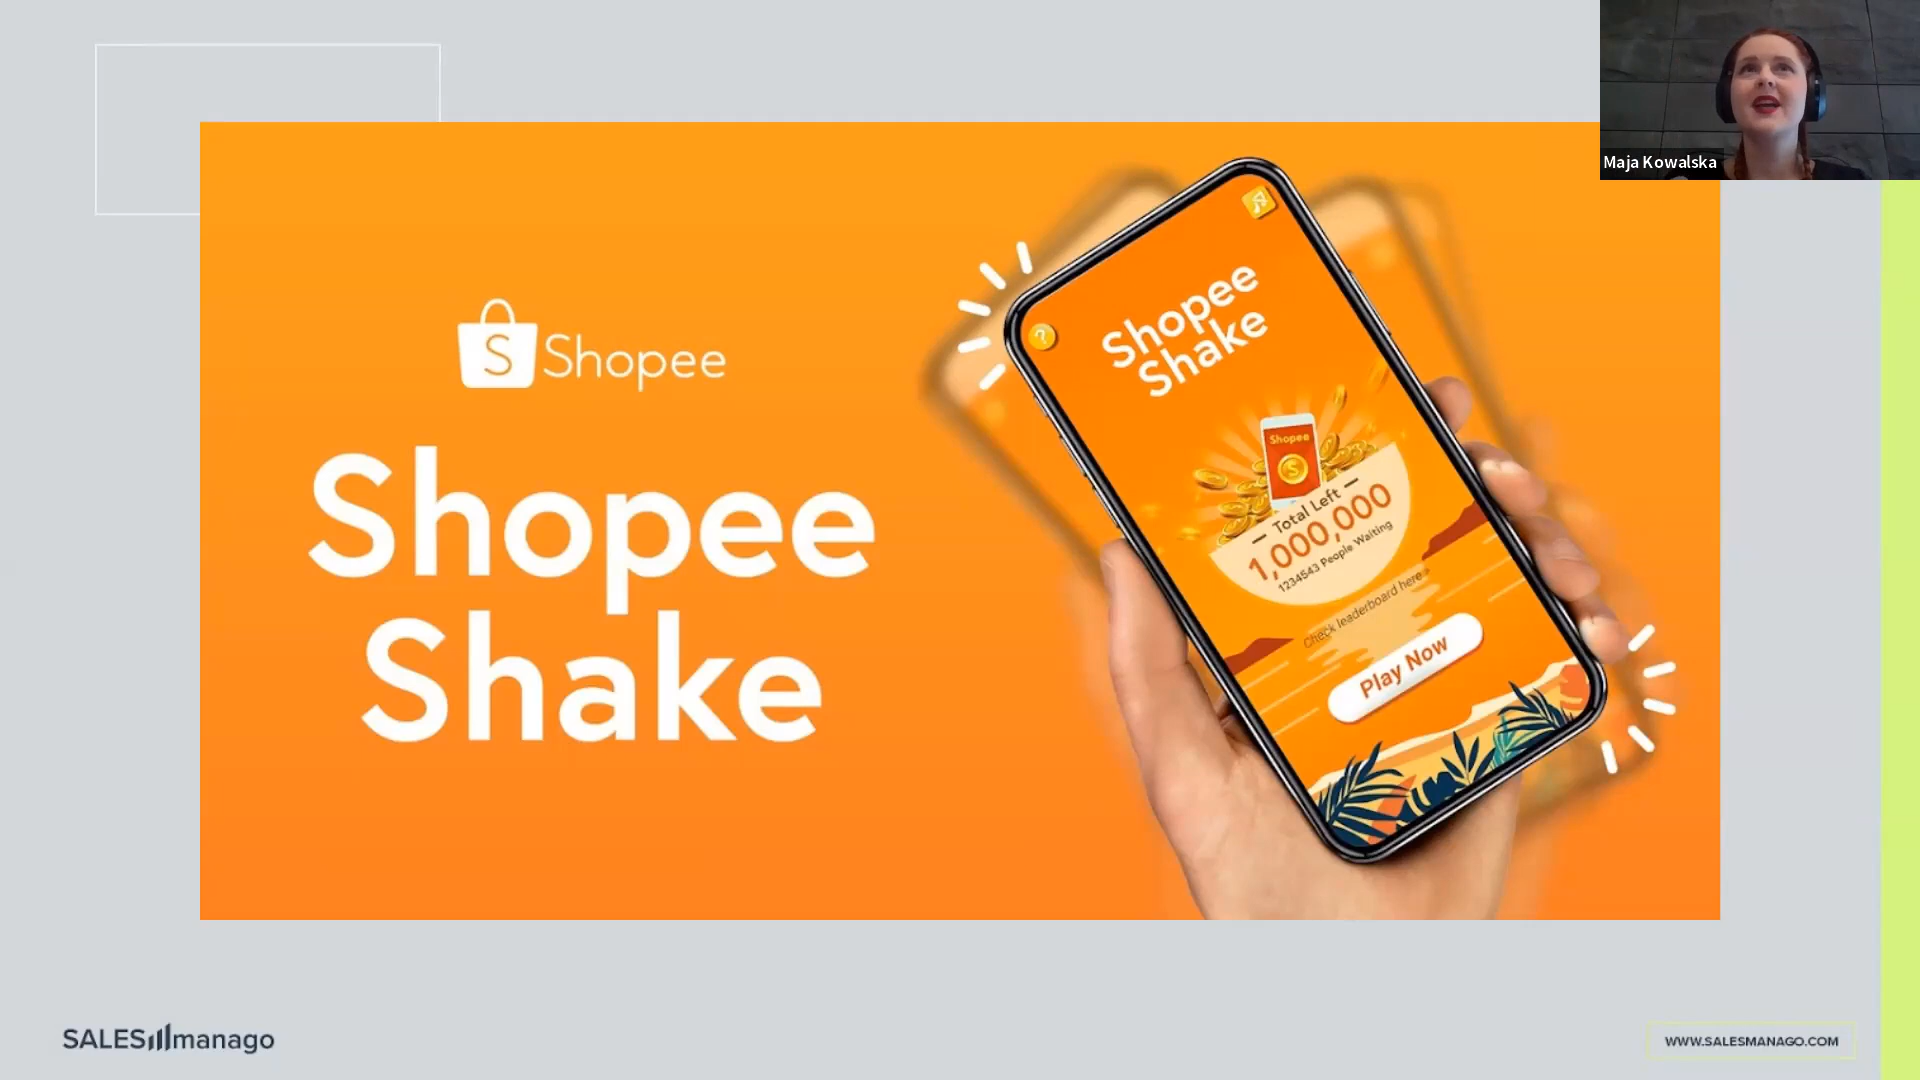 Maja Kowalska
S Shopee
Shopee
Shake
Shopee
Shake
Shopee
S
Total Left
1,000,000
1234543 People Waiting
Check leaderboard here >
Play Now
?
SALESmanago
WWW.SALESMANAGO.COM